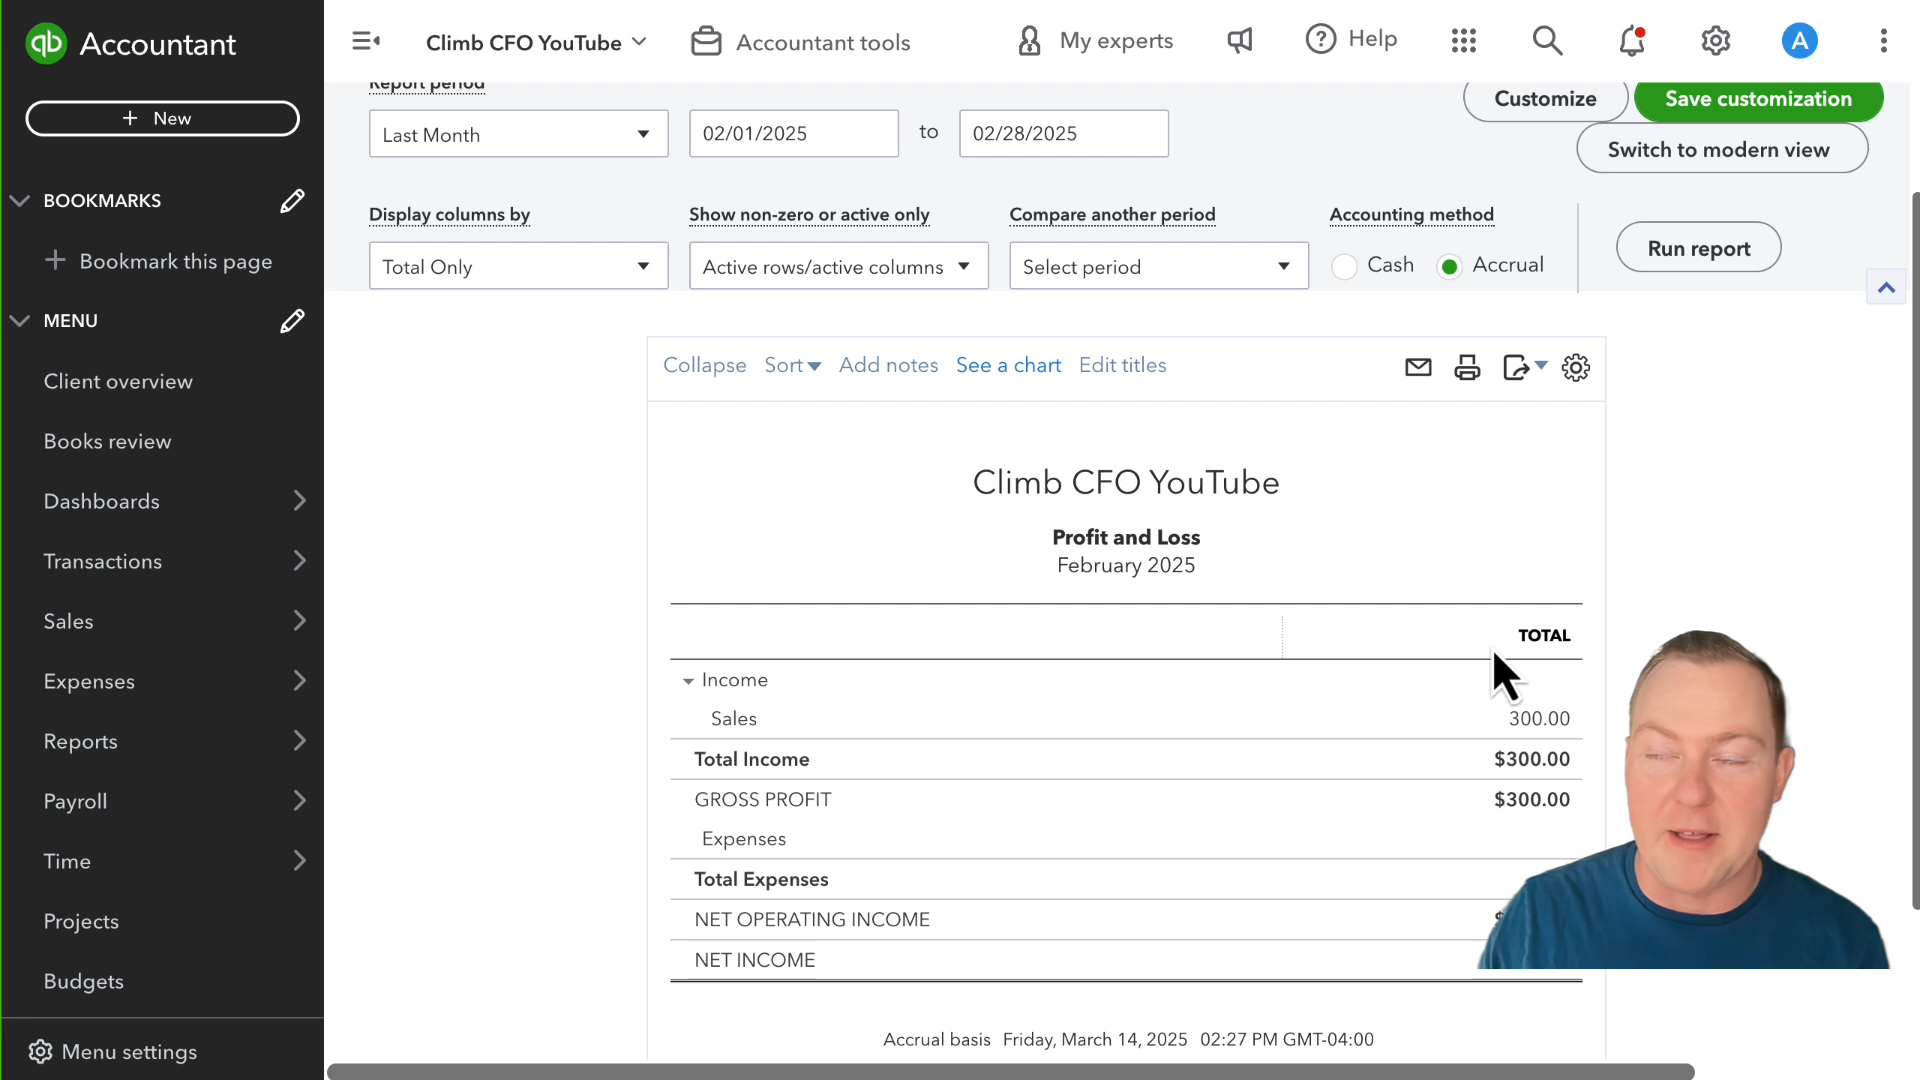 qb Accountant
Climb CFO YouTube
Accountant tools
My experts
Help
A
+ New
BOOKMARKS
+ Bookmark this page
MENU
Client overview
Books review
Dashboards
Transactions
Sales
Expenses
Reports
Payroll
Time
Projects
Budgets
Menu settings
Report period
Last Month
02/01/2025
to
02/28/2025
Customize
Save customization
Switch to modern view
Display columns by
Show non-zero or active only
Compare another period
Accounting method
Total Only
Active rows/active columns
Select period
Cash
Accrual
Run report
Collapse
Sort
Add notes
See a chart
Edit titles
Climb CFO YouTube
Profit and Loss
February 2025
TOTAL
Income
Sales 300.00
Total Income $300.00
GROSS PROFIT $300.00
Expenses
Total Expenses
NET OPERATING INCOME
NET INCOME
Accrual basis Friday, March 14, 2025 02:27 PM GMT-04:00